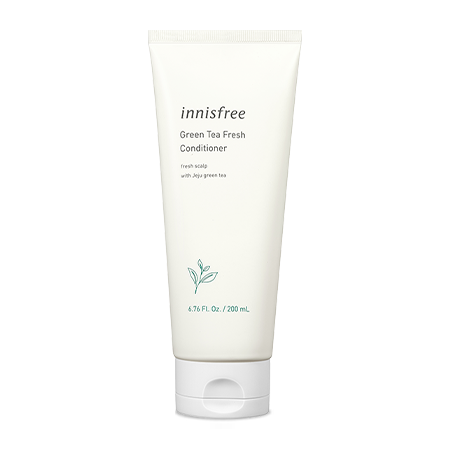 innisfree
Green Tea Fresh
Conditioner
fresh scalp
with Jeju green tea
6.76 Fl. Oz. / 200 mL